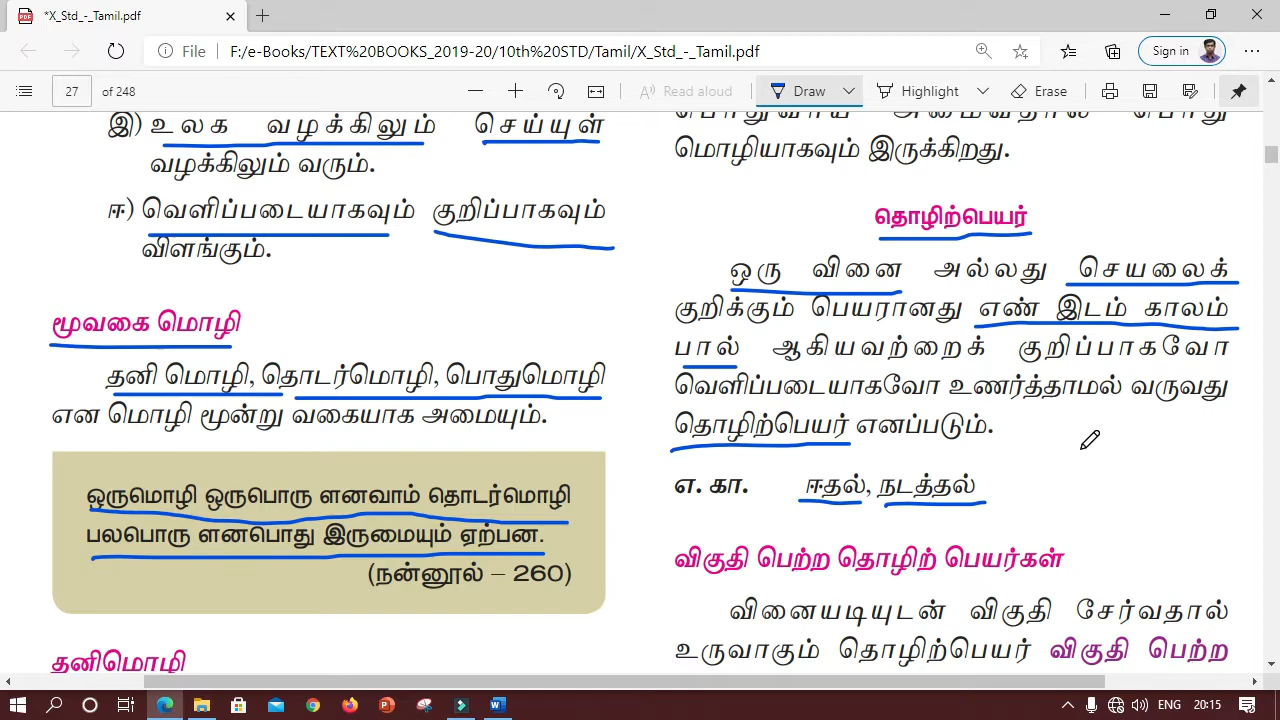 *X_Std_-_Tamil.pdf
File
F:/e-Books/TEXT%20BOOKS_2019-20/10th%20STD/Tamil/X_Std_-_Tamil.pdf
Sign in
27 of 248
Read aloud
Draw
Highlight
Erase
இ) உலக வழக்கிலும் செய்யுள்
வழக்கிலும் வரும்.
ஈ) வெளிப்படையாகவும் குறிப்பாகவும்
விளங்கும்.
மூவகை மொழி
தனி மொழி, தொடர்மொழி, பொதுமொழி
என மொழி மூன்று வகையாக அமையும்.
ஒருமொழி ஒருபொரு ளனவாம் தொடர்மொழி
பலபொரு ளனபொது இருமையும் ஏற்பன.
(நன்னூல் – 260)
தனிமொழி
பொதுவாய் அமைவதால் பொது
மொழியாகவும் இருக்கிறது.
தொழிற்பெயர்
ஒரு வினை அல்லது செயலைக்
குறிக்கும் பெயரானது எண் இடம் காலம்
பால் ஆகியவற்றைக் குறிப்பாகவோ
வெளிப்படையாகவோ உணர்த்தாமல் வருவது
தொழிற்பெயர் எனப்படும்.
எ. கா. ஈதல், நடத்தல்
விகுதி பெற்ற தொழிற் பெயர்கள்
வினையடியுடன் விகுதி சேர்வதால்
உருவாகும் தொழிற்பெயர் விகுதி பெற்ற
ENG 20:15